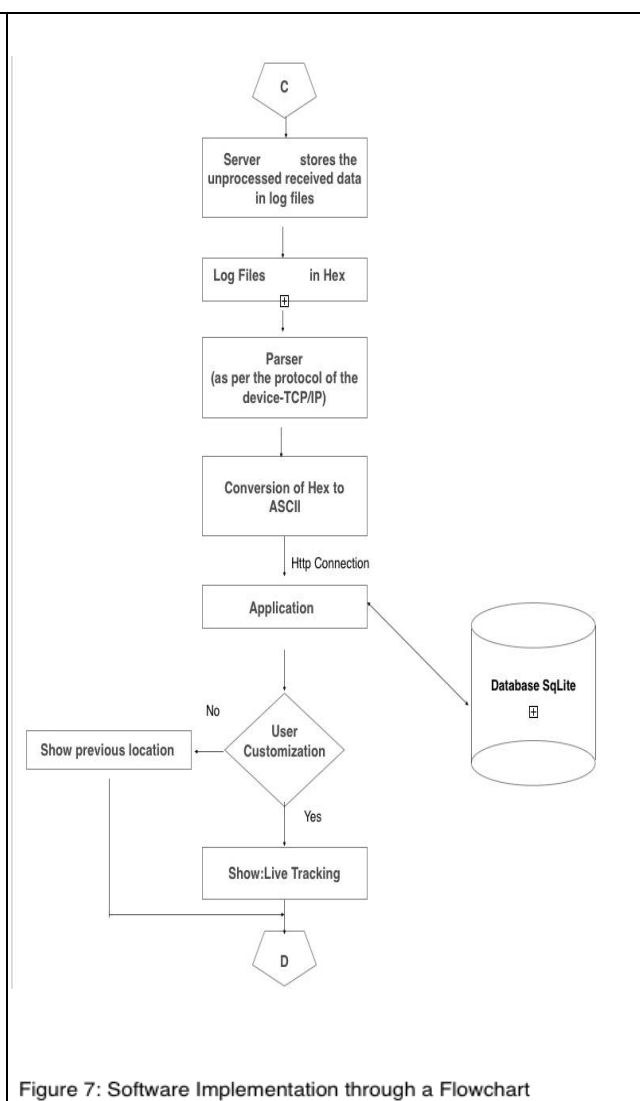 C
Server stores the
unprocessed received data
in log files
Log Files in Hex
Parser
(as per the protocol of the
device-TCP/IP)
Conversion of Hex to
ASCII
Http Connection
Application
Database SqLite
No
User
Customization
Show previous location
Yes
Show:Live Tracking
D
Figure 7: Software Implementation through a Flowchart